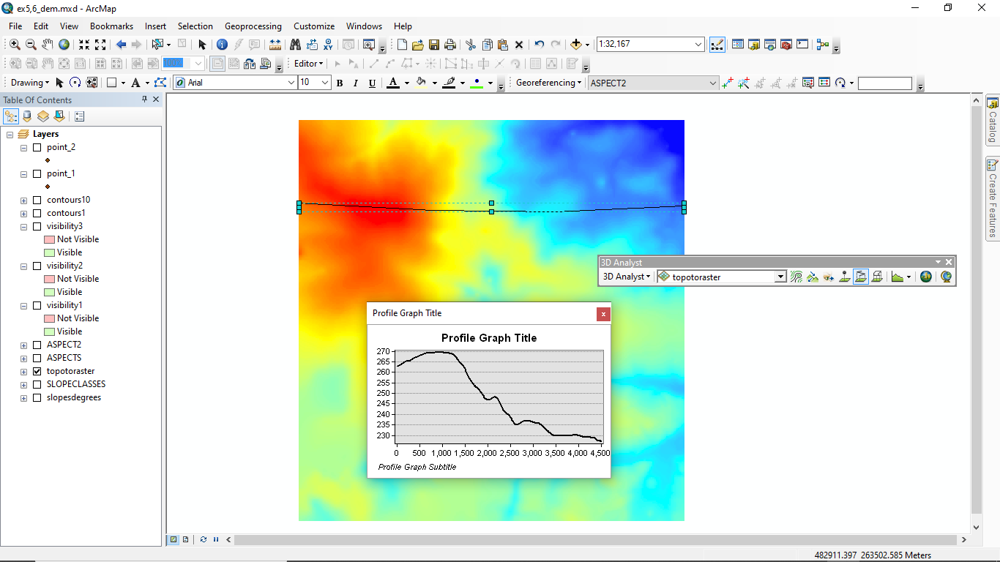 ex5,6_dem.mxd - ArcMap
File Edit View Bookmarks Insert Selection Geoprocessing Customize Windows Help
1:32,167
100%
Editor
Drawing Arial 10 B I U A Georeferencing ASPECT2
Table Of Contents
Layers
point_2
point_1
contours10
contours1
visibility3
Not Visible
Visible
visibility2
Not Visible
Visible
visibility1
Not Visible
Visible
ASPECT2
ASPECTS
topotoraster
SLOPECLASSES
slopesdegrees
3D Analyst
3D Analyst topotoraster
Profile Graph Title
Profile Graph Title
270
265
260
255
250
245
240
235
230
0 500 1,000 1,500 2,000 2,500 3,000 3,500 4,000 4,500
Profile Graph Subtitle
Catalog
Create Features
482911.397 263502.585 Meters